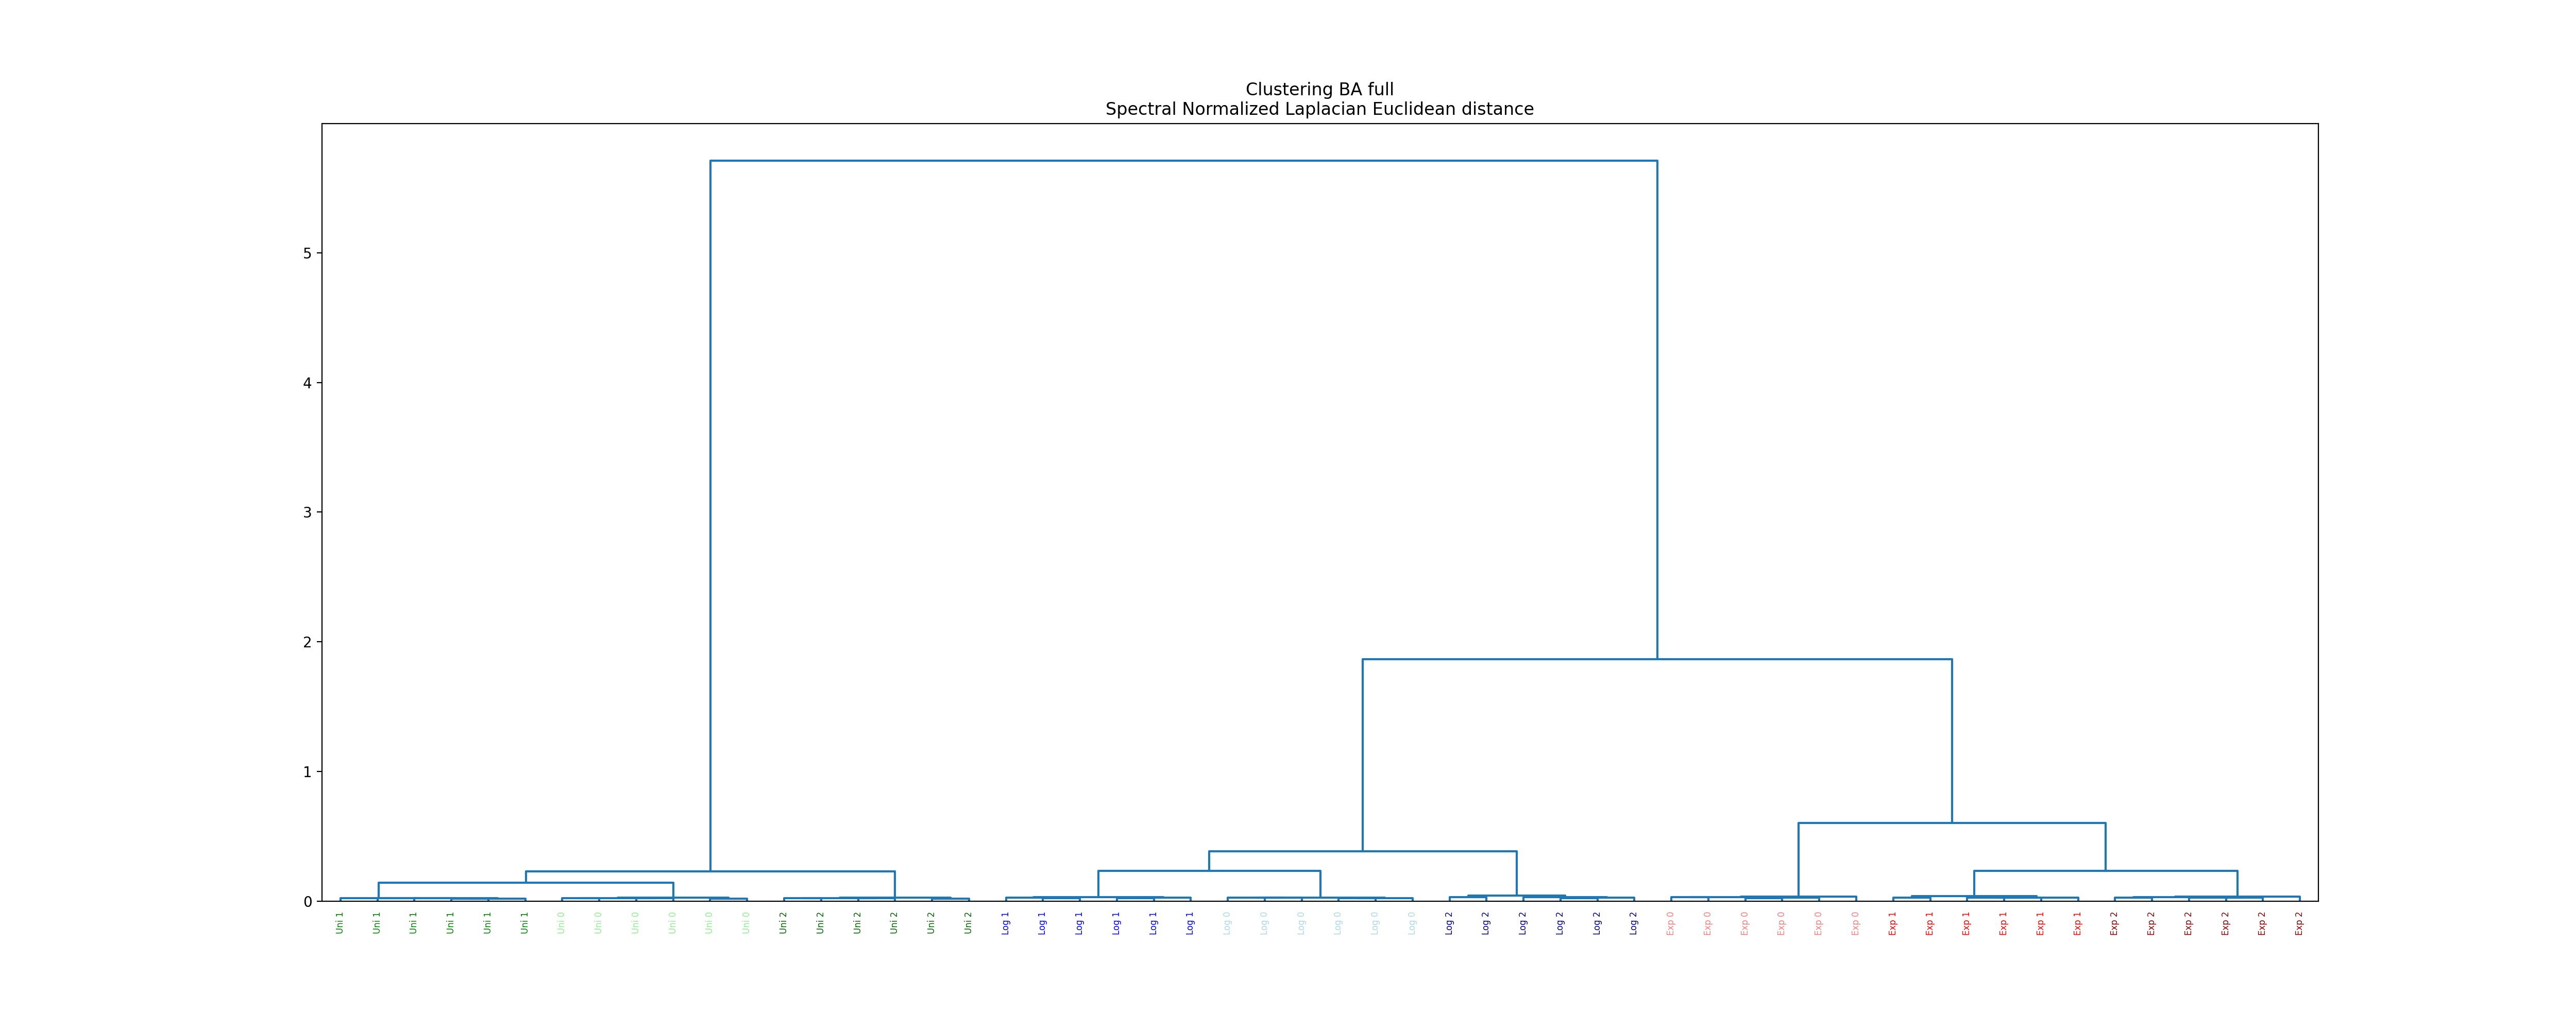 Clustering BA full
Spectral Normalized Laplacian Euclidean distance
5
4
3
2
1
0
Uni 1 Uni 1 Uni 1 Uni 1 Uni 1 Uni 1 Uni 0 Uni 0 Uni 0 Uni 0 Uni 0 Uni 0 Uni 2 Uni 2 Uni 2 Uni 2 Uni 2 Uni 2 Log 1 Log 1 Log 1 Log 1 Log 1 Log 1 Log 0 Log 0 Log 0 Log 0 Log 0 Log 0 Log 2 Log 2 Log 2 Log 2 Log 2 Log 2 Exp 0 Exp 0 Exp 0 Exp 0 Exp 0 Exp 0 Exp 1 Exp 1 Exp 1 Exp 1 Exp 1 Exp 1 Exp 2 Exp 2 Exp 2 Exp 2 Exp 2 Exp 2